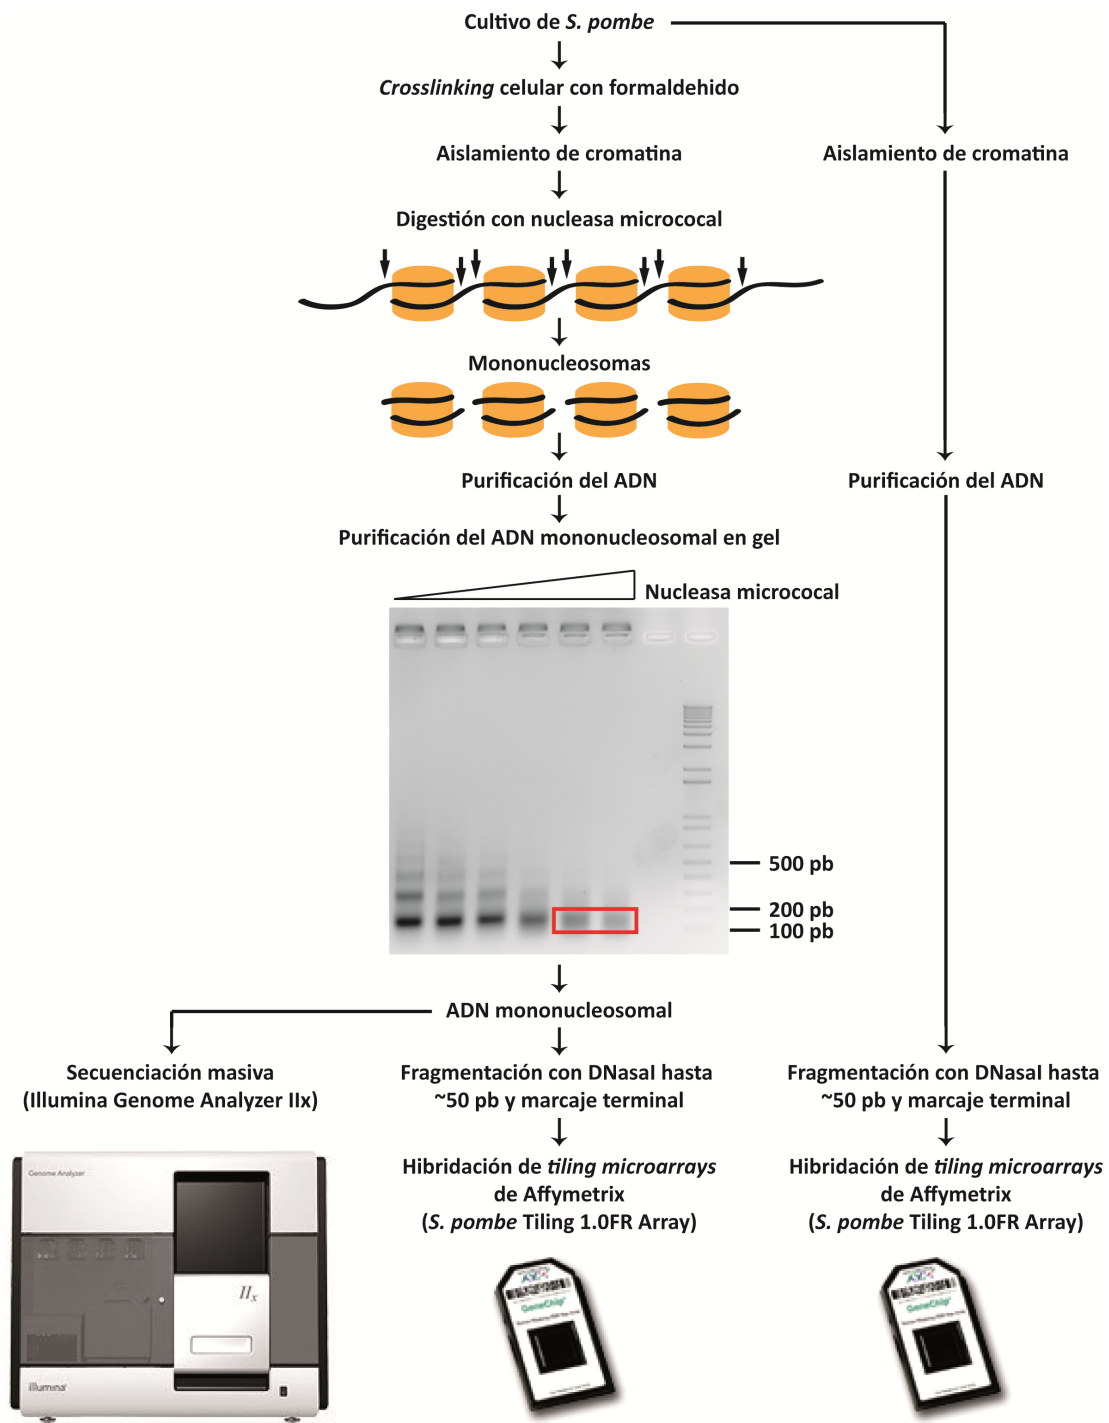 Cultivo de S. pombe
Crosslinking celular con formaldehido
Aislamiento de cromatina
Aislamiento de cromatina
Digestión con nucleasa micrococal
Mononucleosomas
Purificación del ADN
Purificación del ADN
Purificación del ADN mononucleosomal en gel
Nucleasa micrococal
500 pb
200 pb
100 pb
ADN mononucleosomal
Secuenciación masiva
(Illumina Genome Analyzer IIx)
Fragmentación con DNasaI hasta
~50 pb y marcaje terminal
Fragmentación con DNasaI hasta
~50 pb y marcaje terminal
Hibridación de tiling microarrays
de Affymetrix
(S. pombe Tiling 1.0FR Array)
Hibridación de tiling microarrays
de Affymetrix
(S. pombe Tiling 1.0FR Array)
Genome Analyzer
IIx
illumina
GeneChip
GeneChip